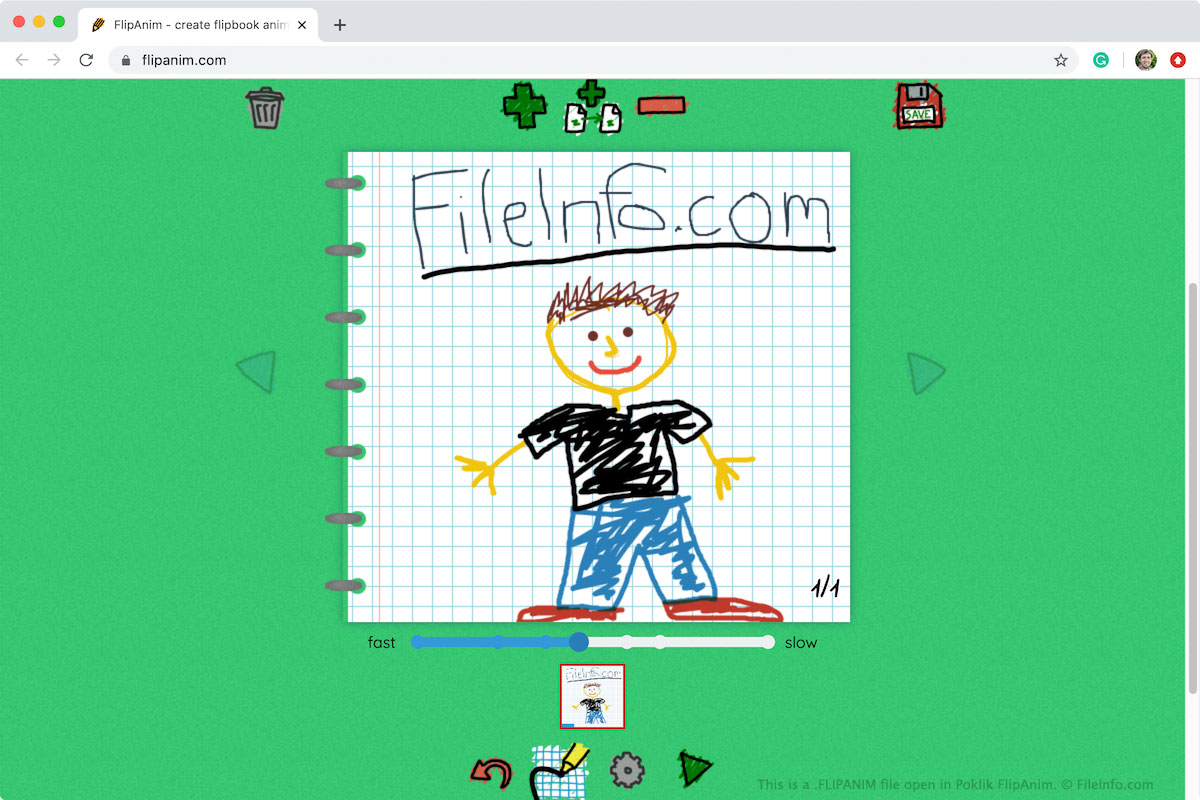 FlipAnim - create flipbook anim
flipanim.com
SAVE
FileInfo.com
1/1
fast
slow
FileInfo.com
This is a .FLIPANIM file open in Poklik FlipAnim. © FileInfo.com